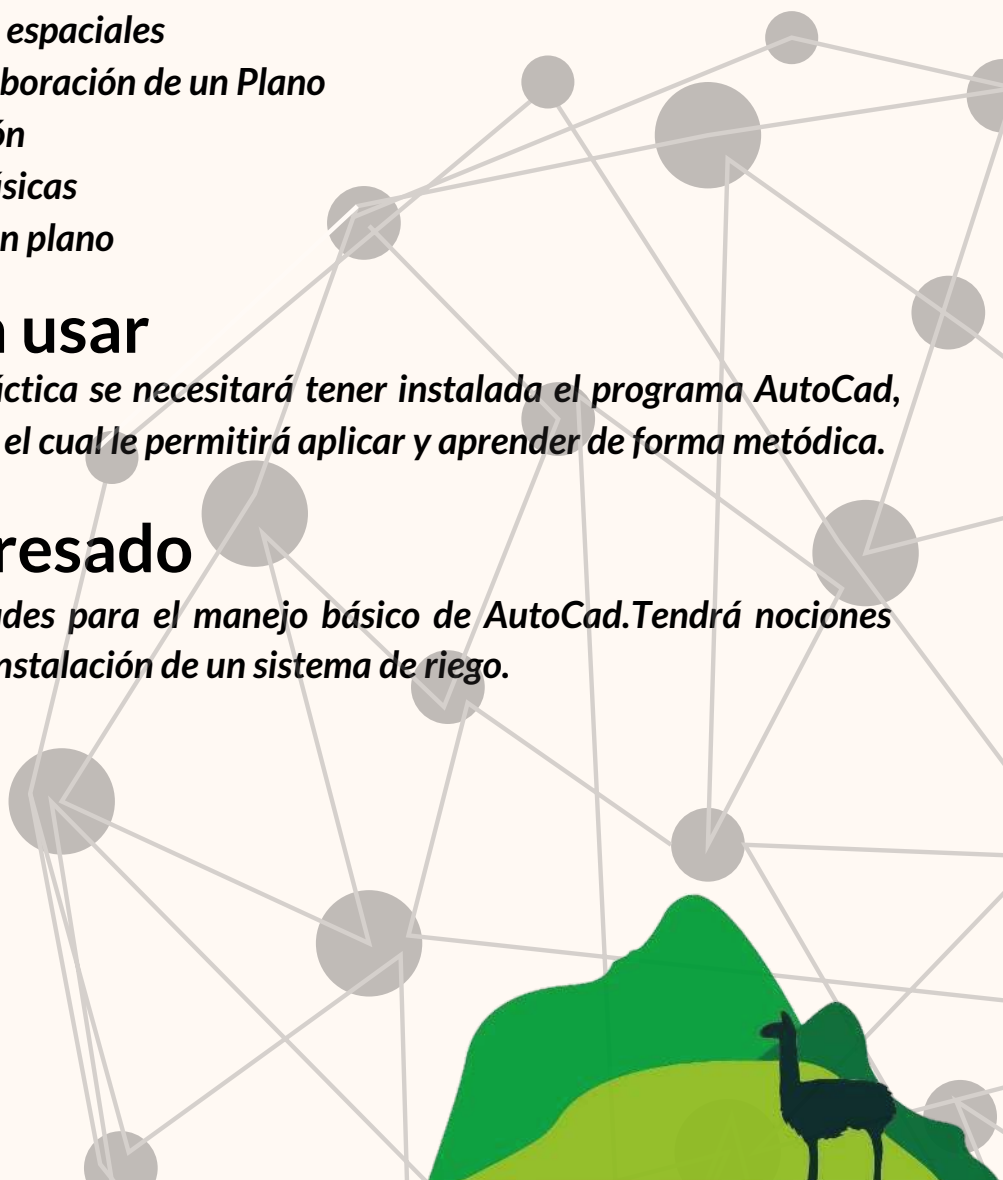 espaciales
boración de un Plano
ón
ísicas
n plano
usar
áctica se necesitará tener instalada el programa AutoCad,
el cual le permitirá aplicar y aprender de forma metódica.
resado
ades para el manejo básico de AutoCad.Tendrá nociones
nstalación de un sistema de riego.